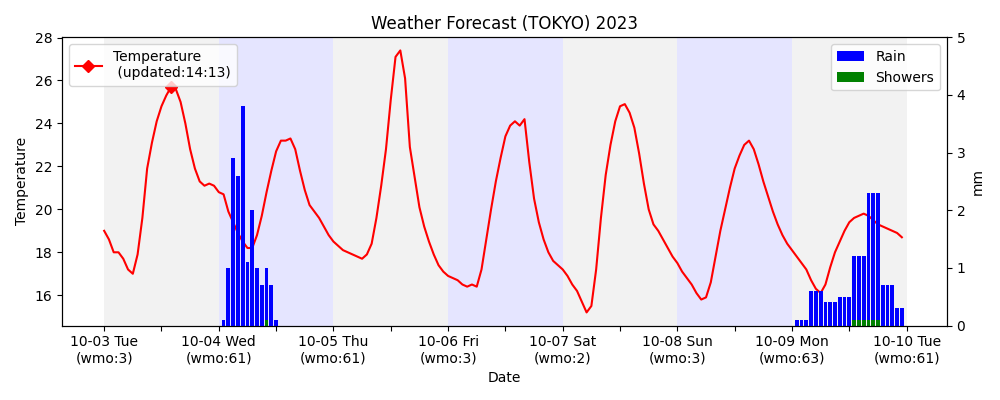 Weather Forecast (TOKYO) 2023
Temperature
(updated:14:13)
Rain
Showers
Temperature
28
26
24
22
20
18
16
mm
5
4
3
2
1
0
10-03 Tue
(wmo:3)
10-04 Wed
(wmo:61)
10-05 Thu
(wmo:61)
10-06 Fri
(wmo:3)
10-07 Sat
(wmo:2)
10-08 Sun
(wmo:3)
10-09 Mon
(wmo:63)
10-10 Tue
(wmo:61)
Date